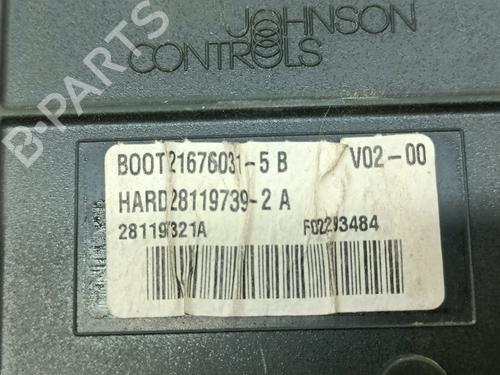 JOHNSON
CONTROLS
B-PARTS
BOOT21676031-5 B V02-00
HARD28119739-2 A
28119321A F02293484